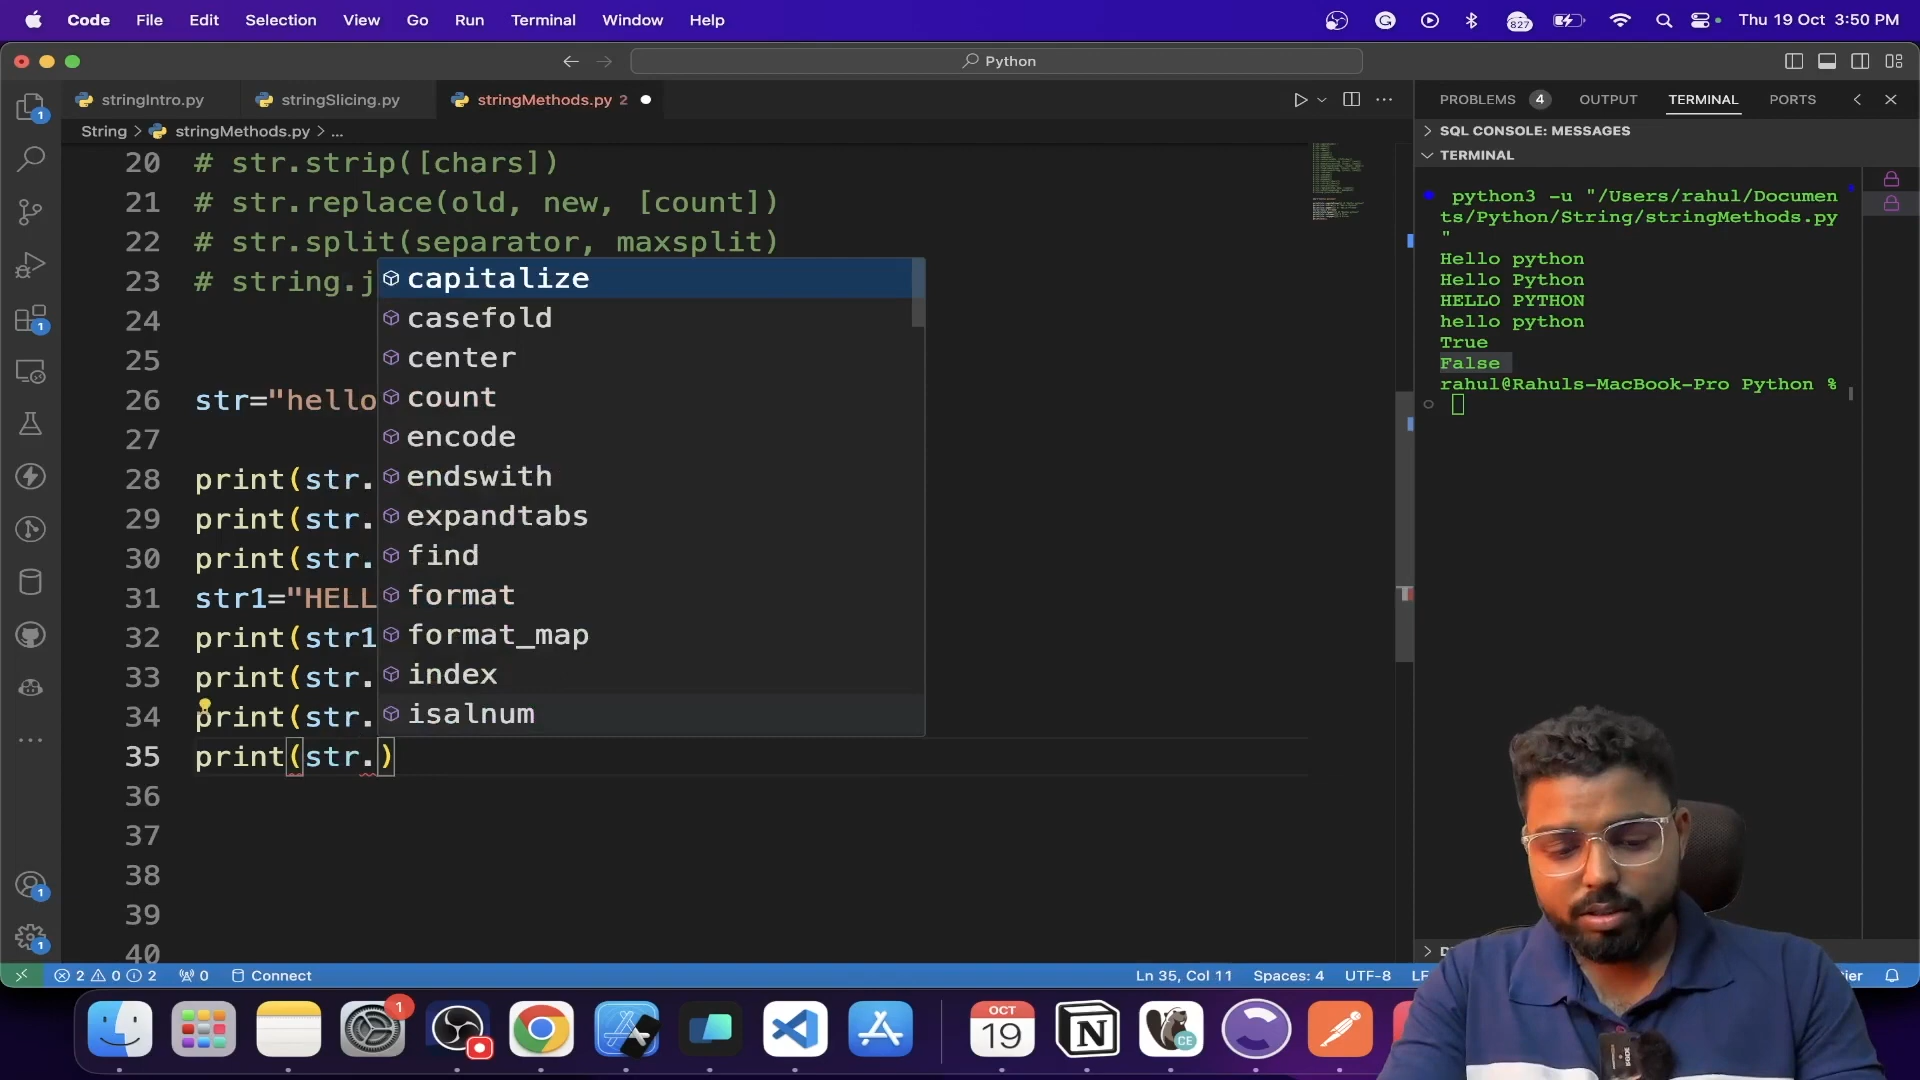 Code File Edit Selection View Go Run Terminal Window Help
827
Thu 19 Oct 3:50 PM
Python
stringIntro.py
stringSlicing.py
stringMethods.py 2
PROBLEMS 4 OUTPUT TERMINAL PORTS
String > stringMethods.py > ...
SQL CONSOLE: MESSAGES
TERMINAL
20 # str.strip([chars])
21 # str.replace(old, new, [count])
22 # str.split(separator, maxsplit)
23 # string.j
24
25
26 str="hello
27
28 print(str.
29 print(str.
30 print(str.
31 str1="HELL
32 print(str1
33 print(str.
34 print(str.
35 print(str.)
36
37
38
39
40
capitalize
casefold
center
count
encode
endswith
expandtabs
find
format
format_map
index
isalnum
python3 -u "/Users/rahul/Documen
ts/Python/String/stringMethods.py
"
Hello python
Hello Python
HELLO PYTHON
hello python
True
False
rahul@Rahuls-MacBook-Pro Python %
1
1
1
1
2 0 2 0 Connect
Ln 35, Col 11 Spaces: 4 UTF-8
1
OCT
19
CE